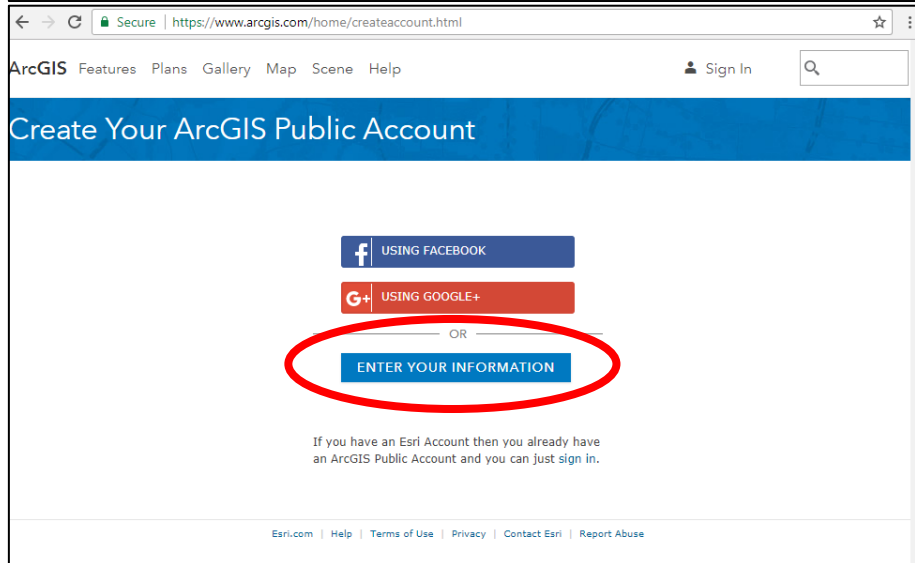 Secure | https://www.arcgis.com/home/createaccount.html
ArcGIS Features Plans Gallery Map Scene Help Sign In
Create Your ArcGIS Public Account
f USING FACEBOOK
G+ USING GOOGLE+
OR
ENTER YOUR INFORMATION
If you have an Esri Account then you already have
an ArcGIS Public Account and you can just sign in.
Esri.com | Help | Terms of Use | Privacy | Contact Esri | Report Abuse